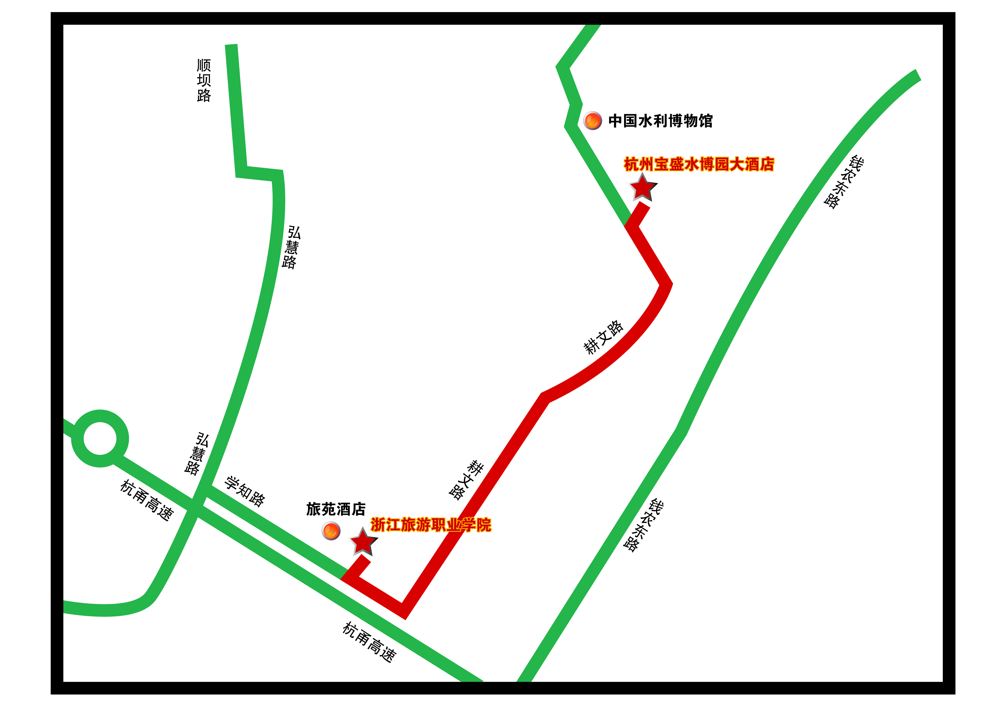 顺坝路
中国水利博物馆
杭州宝盛水博园大酒店
钱农东路
弘慧路
耕文路
弘慧路
耕文路
学知路
杭甬高速
旅苑酒店
浙江旅游职业学院
钱农东路
杭甬高速